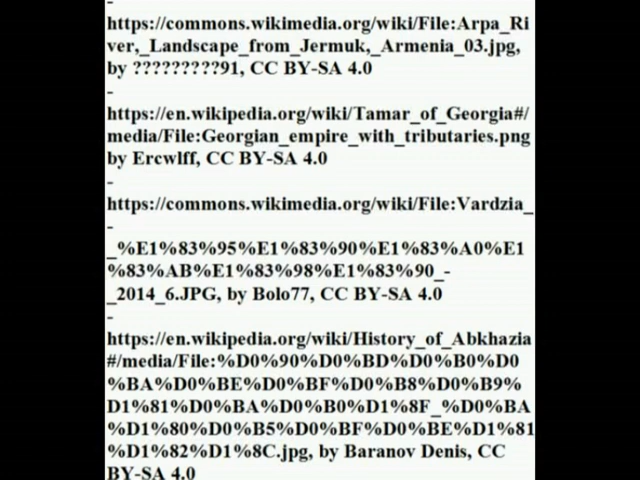 -
https://commons.wikimedia.org/wiki/File:Arpa_Ri
ver,_Landscape_from_Jermuk,_Armenia_03.jpg,
by ?????????91, CC BY-SA 4.0
-
https://en.wikipedia.org/wiki/Tamar_of_Georgia#/
media/File:Georgian_empire_with_tributaries.png
by Ercwlff, CC BY-SA 4.0
-
https://commons.wikimedia.org/wiki/File:Vardzia_
-
_%E1%83%95%E1%83%90%E1%83%A0%E1
%83%AB%E1%83%98%E1%83%90_-
_2014_6.JPG, by Bolo77, CC BY-SA 4.0
-
https://en.wikipedia.org/wiki/History_of_Abkhazia
#/media/File:%D0%90%D0%BD%D0%B0%D0
%BA%D0%BE%D0%BF%D0%B8%D0%B9%
D1%81%D0%BA%D0%B0%D1%8F_%D0%BA
%D1%80%D0%B5%D0%BF%D0%BE%D1%81
%D1%82%D1%8C.jpg, by Baranov Denis, CC
BY-SA 4.0